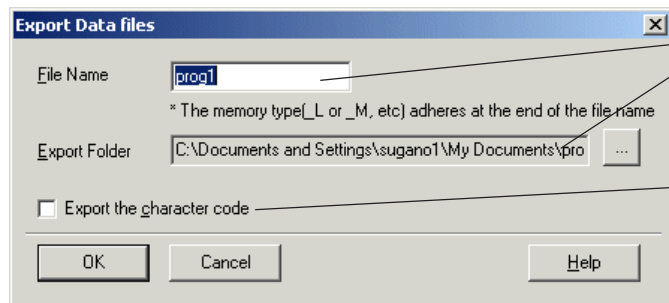 Export Data files
File Name
prog1
* The memory type(_L or _M, etc) adheres at the end of the file name
Export Folder
C:\Documents and Settings\sugano1\My Documents\pro
...
Export the character code
OK
Cancel
Help